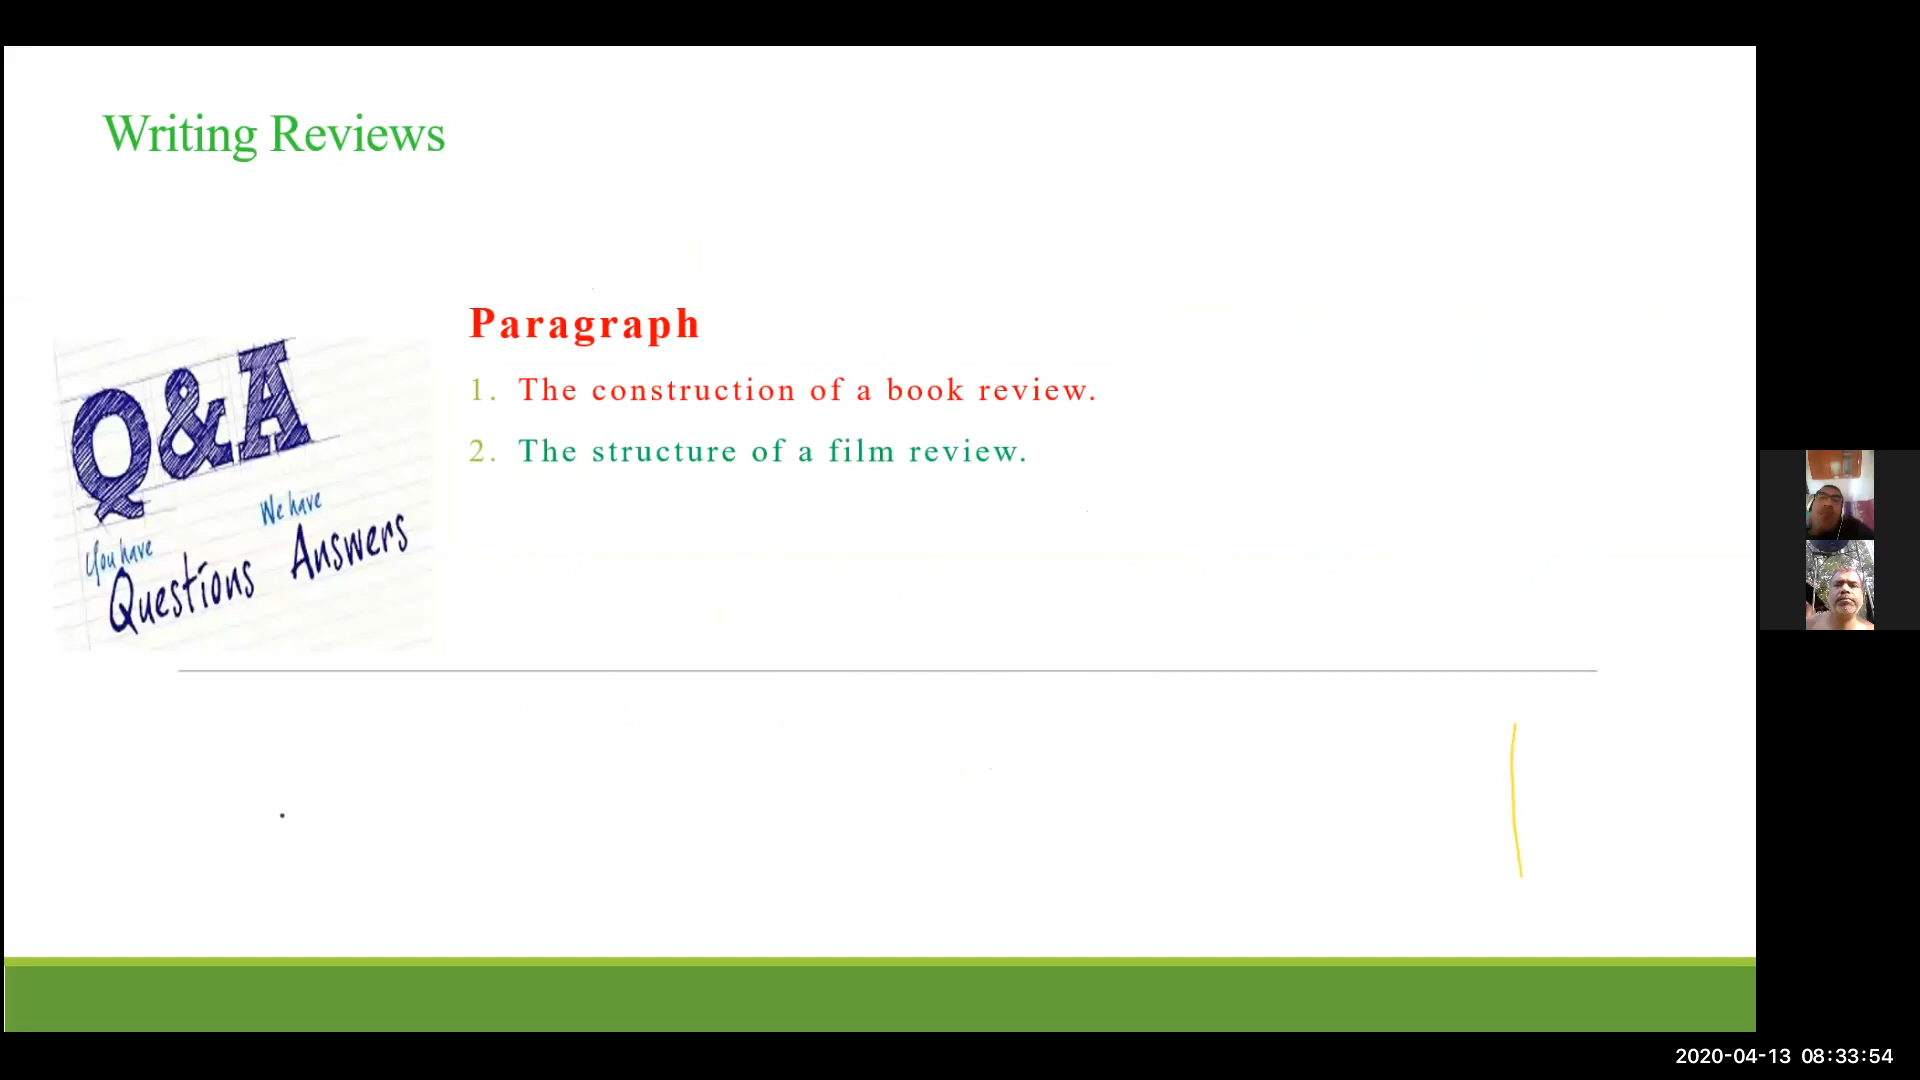 Writing Reviews
Paragraph
1. The construction of a book review.
2. The structure of a film review.
Q&A
You have
We have
Questions
Answers
2020-04-13 08:33:54